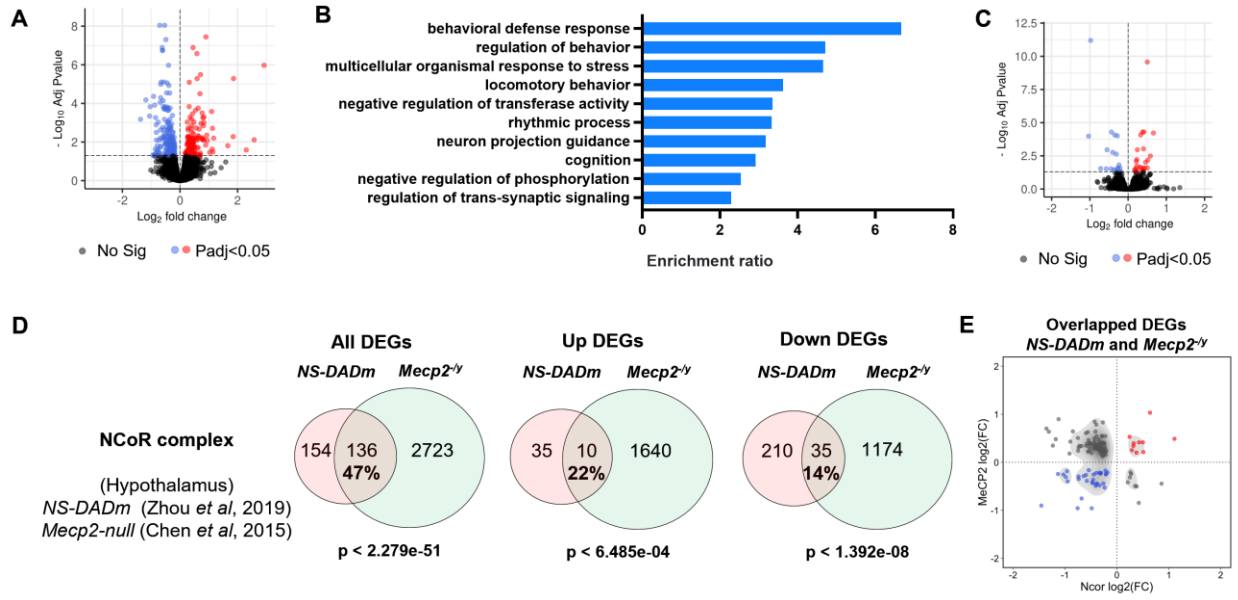 A
8
6
4
2
0
- Log10 Adj Pvalue
-2
0
2
Log2 fold change
No Sig
Padj<0.05
B
behavioral defense response
regulation of behavior
multicellular organismal response to stress
locomotory behavior
negative regulation of transferase activity
rhythmic process
neuron projection guidance
cognition
negative regulation of phosphorylation
regulation of trans-synaptic signaling
0 2 4 6 8
Enrichment ratio
C
12.5
10.0
7.5
5.0
2.5
0.0
- Log10 Adj Pvalue
-2 -1 0 1 2
Log2 fold change
No Sig
Padj<0.05
D
NCoR complex
(Hypothalamus)
NS-DADm (Zhou et al, 2019)
Mecp2-null (Chen et al, 2015)
All DEGs
NS-DADm Mecp2-/y
154 136 2723
47%
p < 2.279e-51
Up DEGs
NS-DADm Mecp2-/y
35 10 1640
22%
p < 6.485e-04
Down DEGs
NS-DADm Mecp2-/y
210 35 1174
14%
p < 1.392e-08
E
Overlapped DEGs
NS-DADm and Mecp2-/y
2
1
0
-1
-2
MeCP2 log2(FC)
-2 -1 0 1 2
Ncor log2(FC)